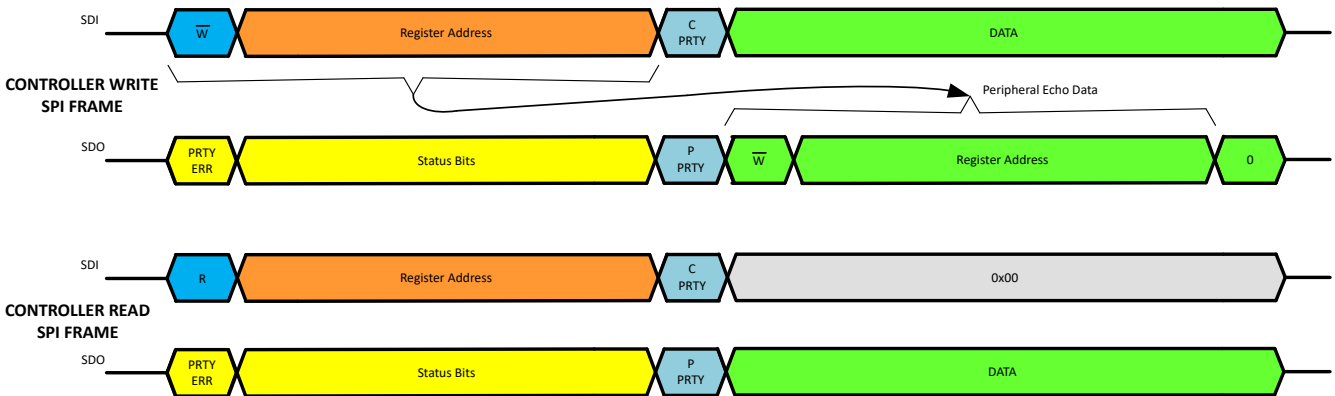 SDI
W̅
Register Address
C
PRTY
DATA
CONTROLLER WRITE
SPI FRAME
Peripheral Echo Data
SDO
PRTY
ERR
Status Bits
P
PRTY
W̅
Register Address
0
SDI
R
Register Address
C
PRTY
0x00
CONTROLLER READ
SPI FRAME
SDO
PRTY
ERR
Status Bits
P
PRTY
DATA